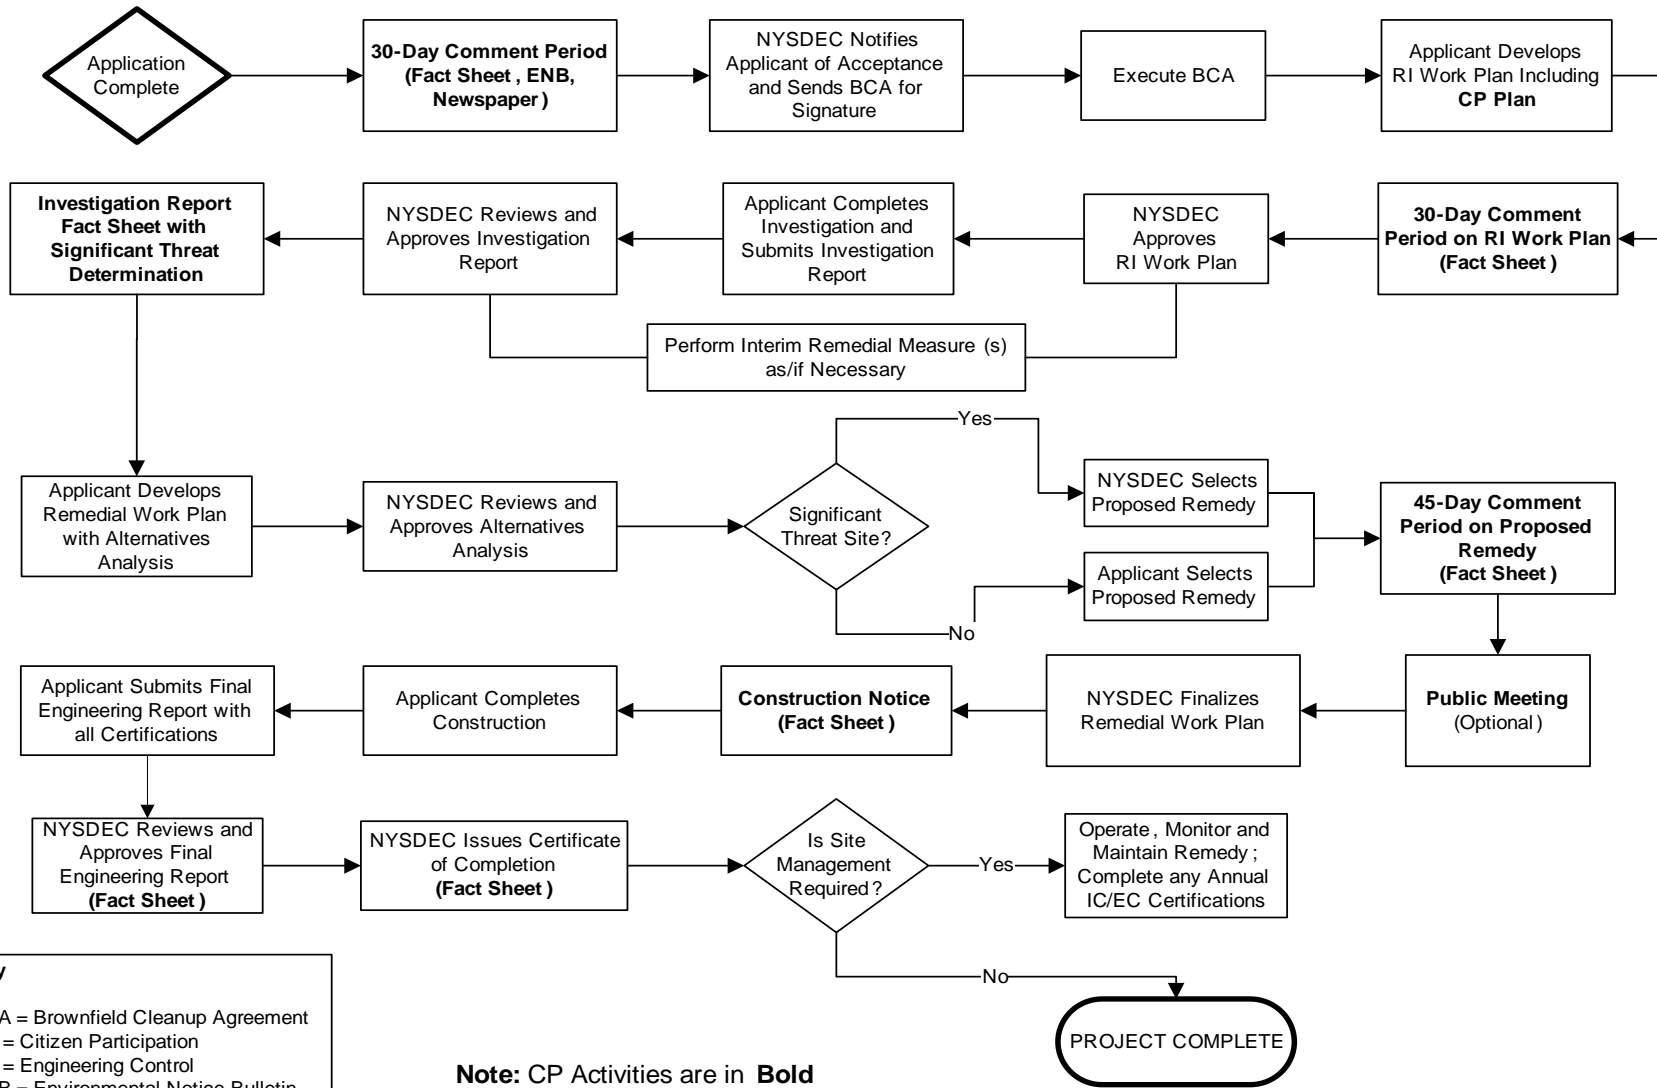 Application
Complete
30-Day Comment Period
(Fact Sheet, ENB,
Newspaper)
NYSDEC Notifies
Applicant of Acceptance
and Sends BCA for
Signature
Execute BCA
Applicant Develops
RI Work Plan Including
CP Plan
30-Day Comment
Period on RI Work Plan
(Fact Sheet)
NYSDEC
Approves
RI Work Plan
Applicant Completes
Investigation and
Submits Investigation
Report
NYSDEC Reviews and
Approves Investigation
Report
Investigation Report
Fact Sheet with
Significant Threat
Determination
Perform Interim Remedial Measure (s)
as/if Necessary
Applicant Develops
Remedial Work Plan
with Alternatives
Analysis
NYSDEC Reviews and
Approves Alternatives
Analysis
Significant
Threat Site?
Yes
NYSDEC Selects
Proposed Remedy
No
Applicant Selects
Proposed Remedy
45-Day Comment
Period on Proposed
Remedy
(Fact Sheet)
Public Meeting
(Optional)
NYSDEC Finalizes
Remedial Work Plan
Construction Notice
(Fact Sheet)
Applicant Completes
Construction
Applicant Submits Final
Engineering Report with
all Certifications
NYSDEC Reviews and
Approves Final
Engineering Report
(Fact Sheet)
NYSDEC Issues Certificate
of Completion
(Fact Sheet)
Is Site
Management
Required?
Yes
Operate, Monitor and
Maintain Remedy;
Complete any Annual
IC/EC Certifications
No
PROJECT COMPLETE
y
A = Brownfield Cleanup Agreement
= Citizen Participation
= Engineering Control
B = Environmental Notice Bulletin
Note: CP Activities are in Bold